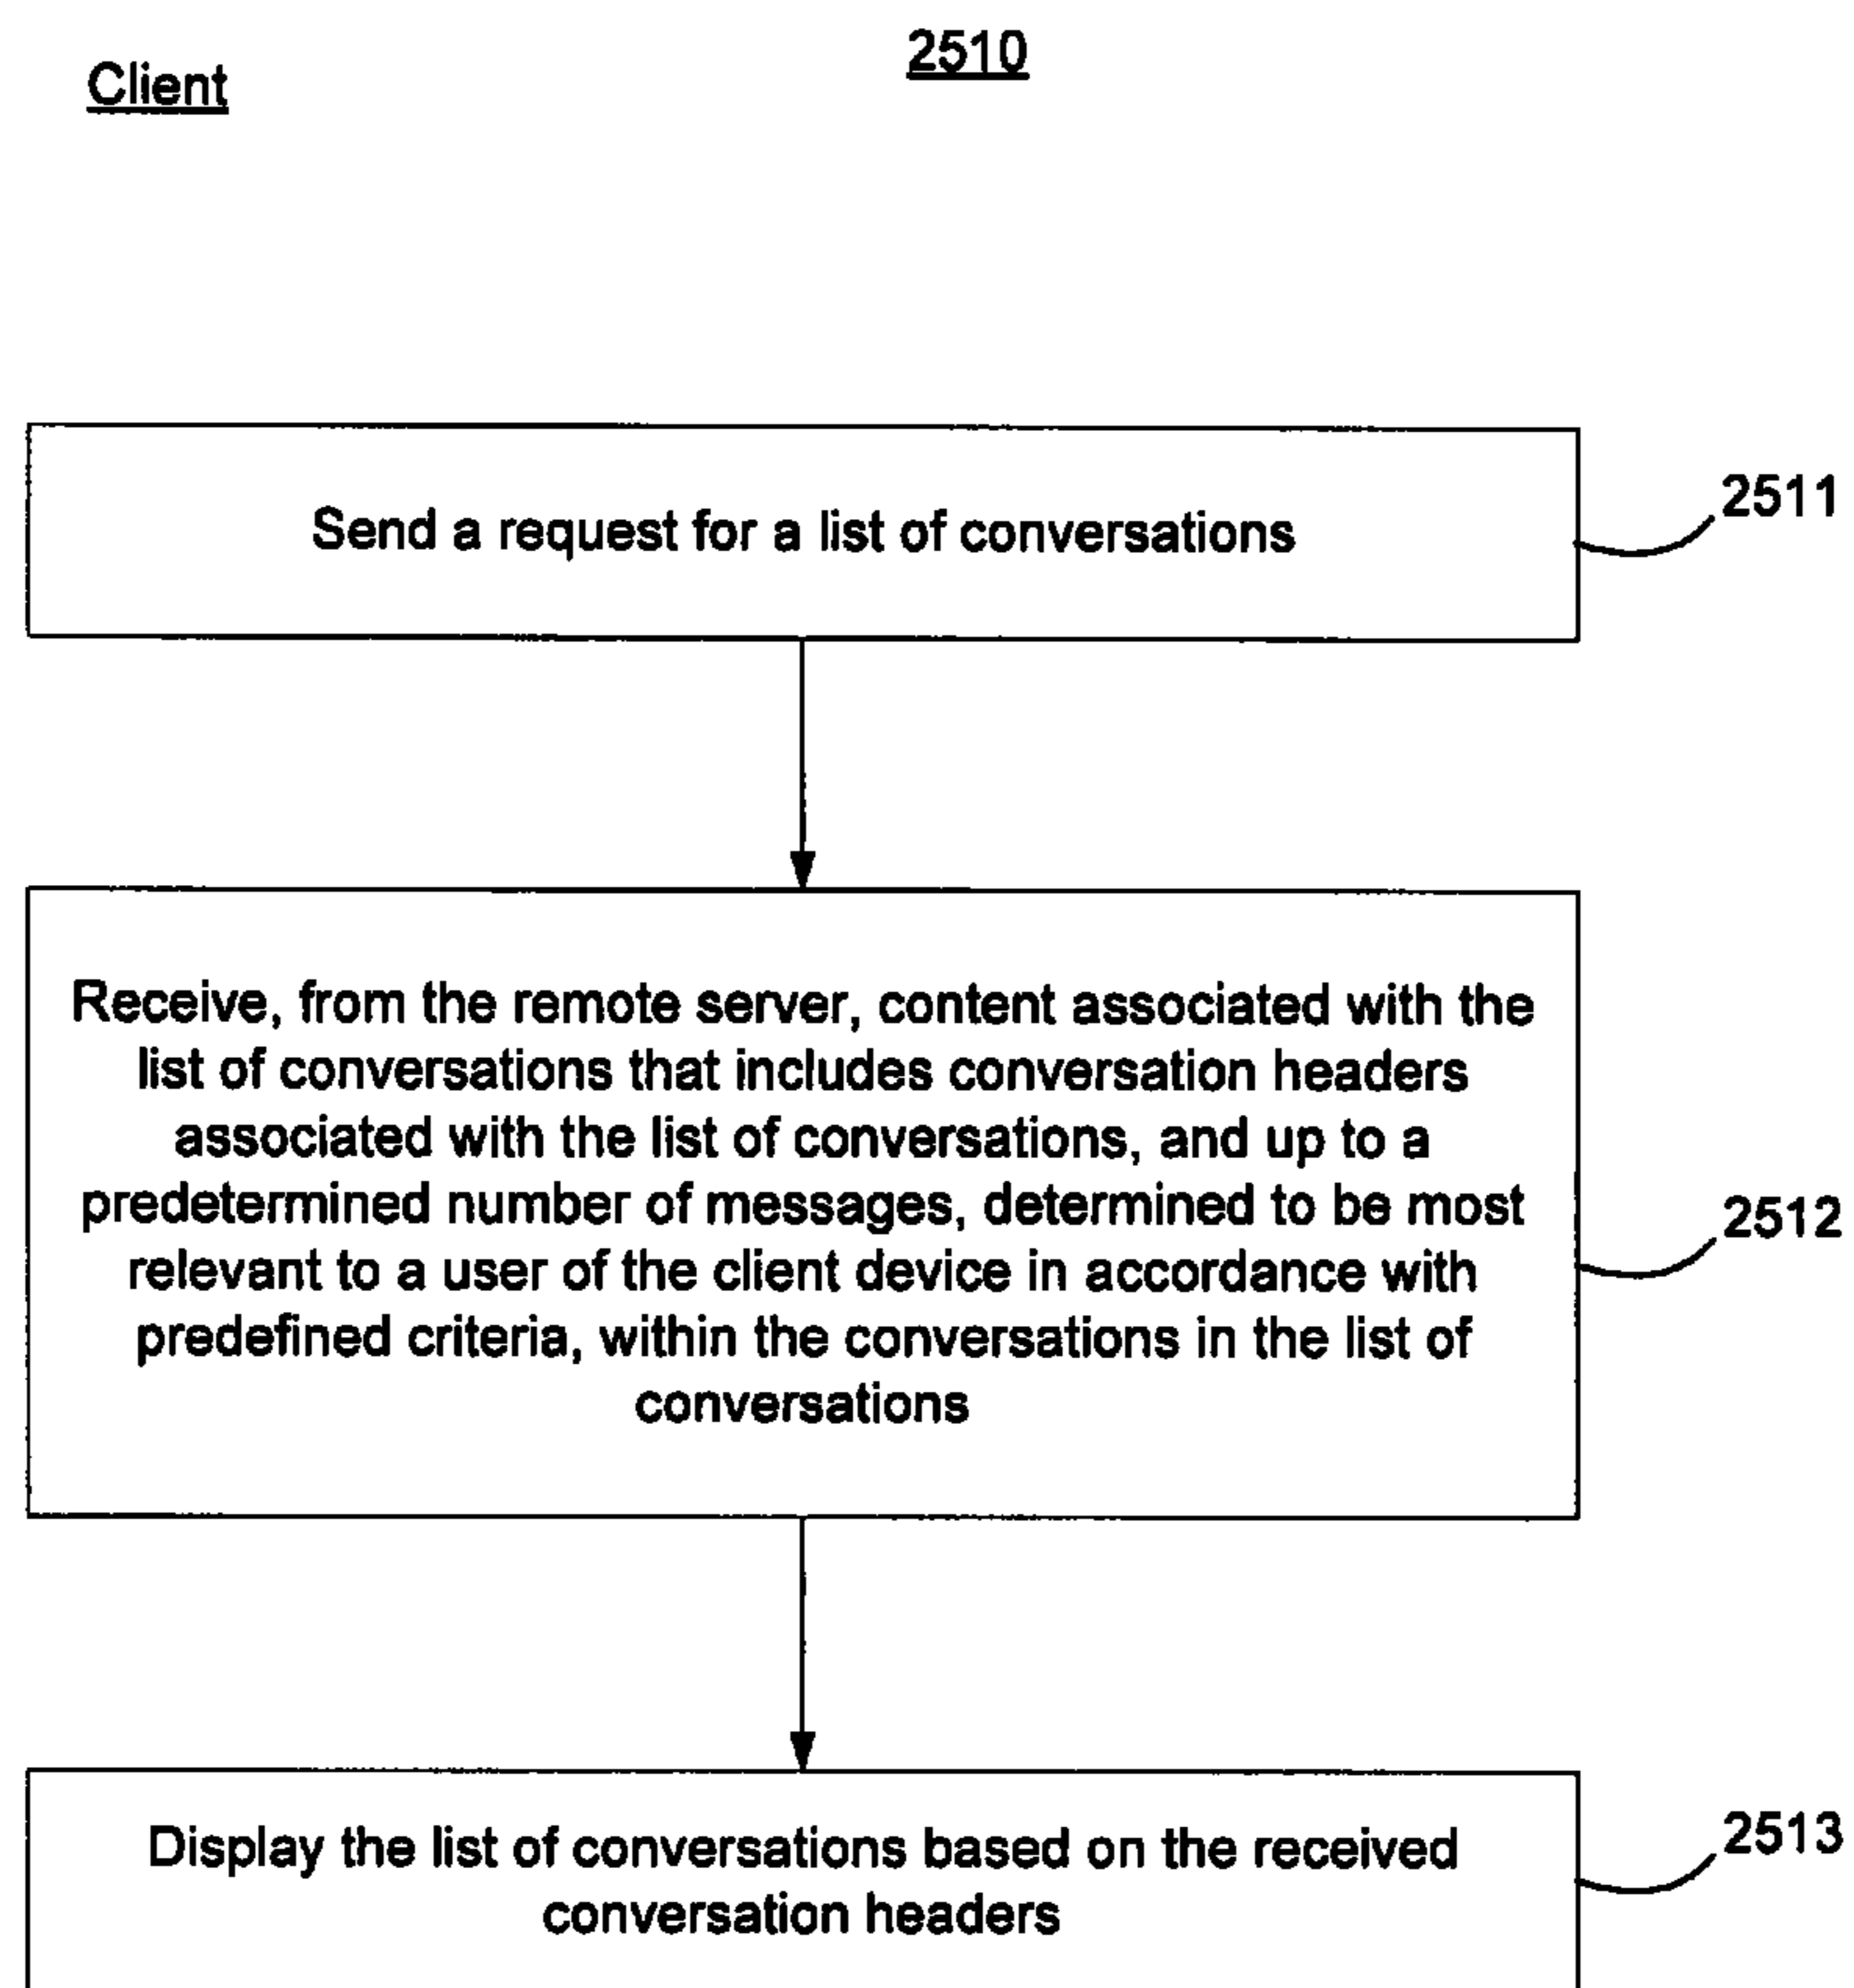 2510
Client
Send a request for a list of conversations
2511
Receive, from the remote server, content associated with the
list of conversations that includes conversation headers
associated with the list of conversations, and up to a
predetermined number of messages, determined to be most
relevant to a user of the client device in accordance with
predefined criteria, within the conversations in the list of
conversations
2512
Display the list of conversations based on the received
conversation headers
2513